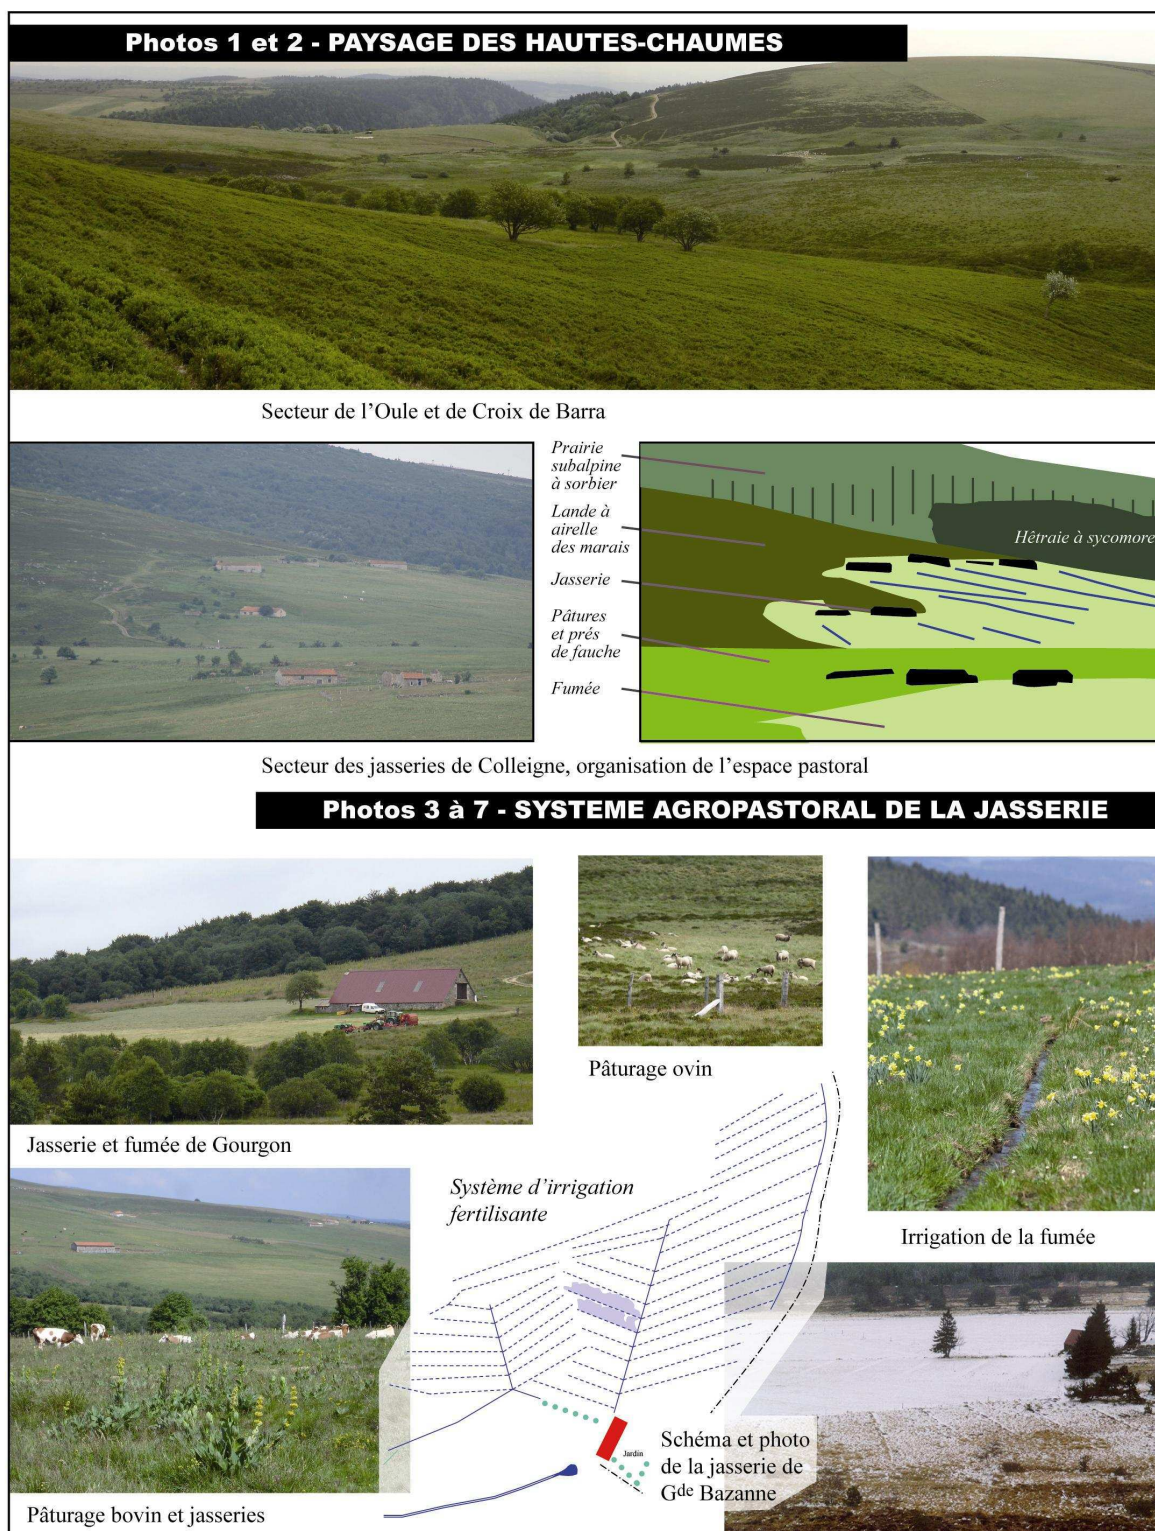 Photos 1 et 2 - PAYSAGE DES HAUTES-CHAUMES
Secteur de l'Oule et de Croix de Barra
Prairie
subalpine
à sorbier
Lande à
airelle
des marais
Jasserie
Pâtures
et prés
de fauche
Fumée
Hêtraie à sycomore
Secteur des jasseries de Colleigne, organisation de l'espace pastoral
Photos 3 à 7 - SYSTEME AGROPASTORAL DE LA JASSERIE
Pâturage ovin
Jasserie et fumée de Gourgon
Irrigation de la fumée
Système d'irrigation
fertilisante
Jardin
Schéma et photo
de la jasserie de
Gde Bazanne
Pâturage bovin et jasseries